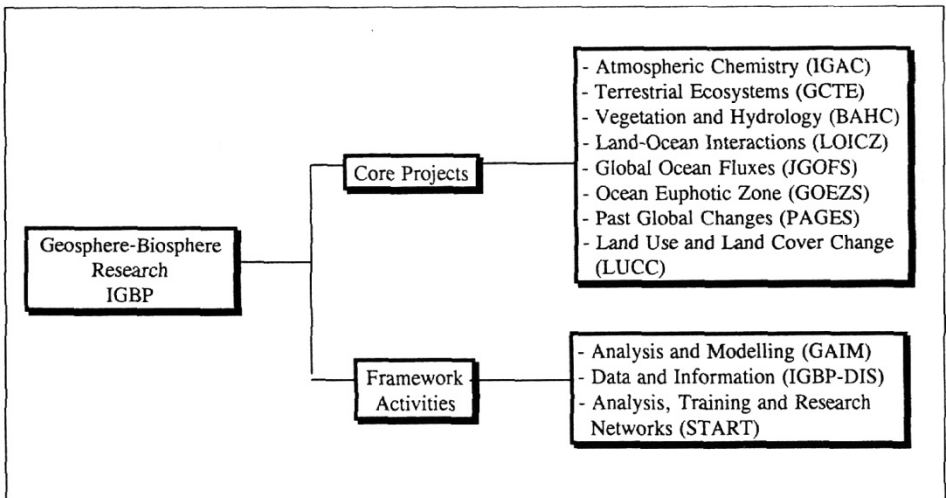 Geosphere-Biosphere
Research
IGBP
Core Projects
- Atmospheric Chemistry (IGAC)
- Terrestrial Ecosystems (GCTE)
- Vegetation and Hydrology (BAHC)
- Land-Ocean Interactions (LOICZ)
- Global Ocean Fluxes (JGOFS)
- Ocean Euphotic Zone (GOEZS)
- Past Global Changes (PAGES)
- Land Use and Land Cover Change
(LUCC)
Framework
Activities
- Analysis and Modelling (GAIM)
- Data and Information (IGBP-DIS)
- Analysis, Training and Research
Networks (START)